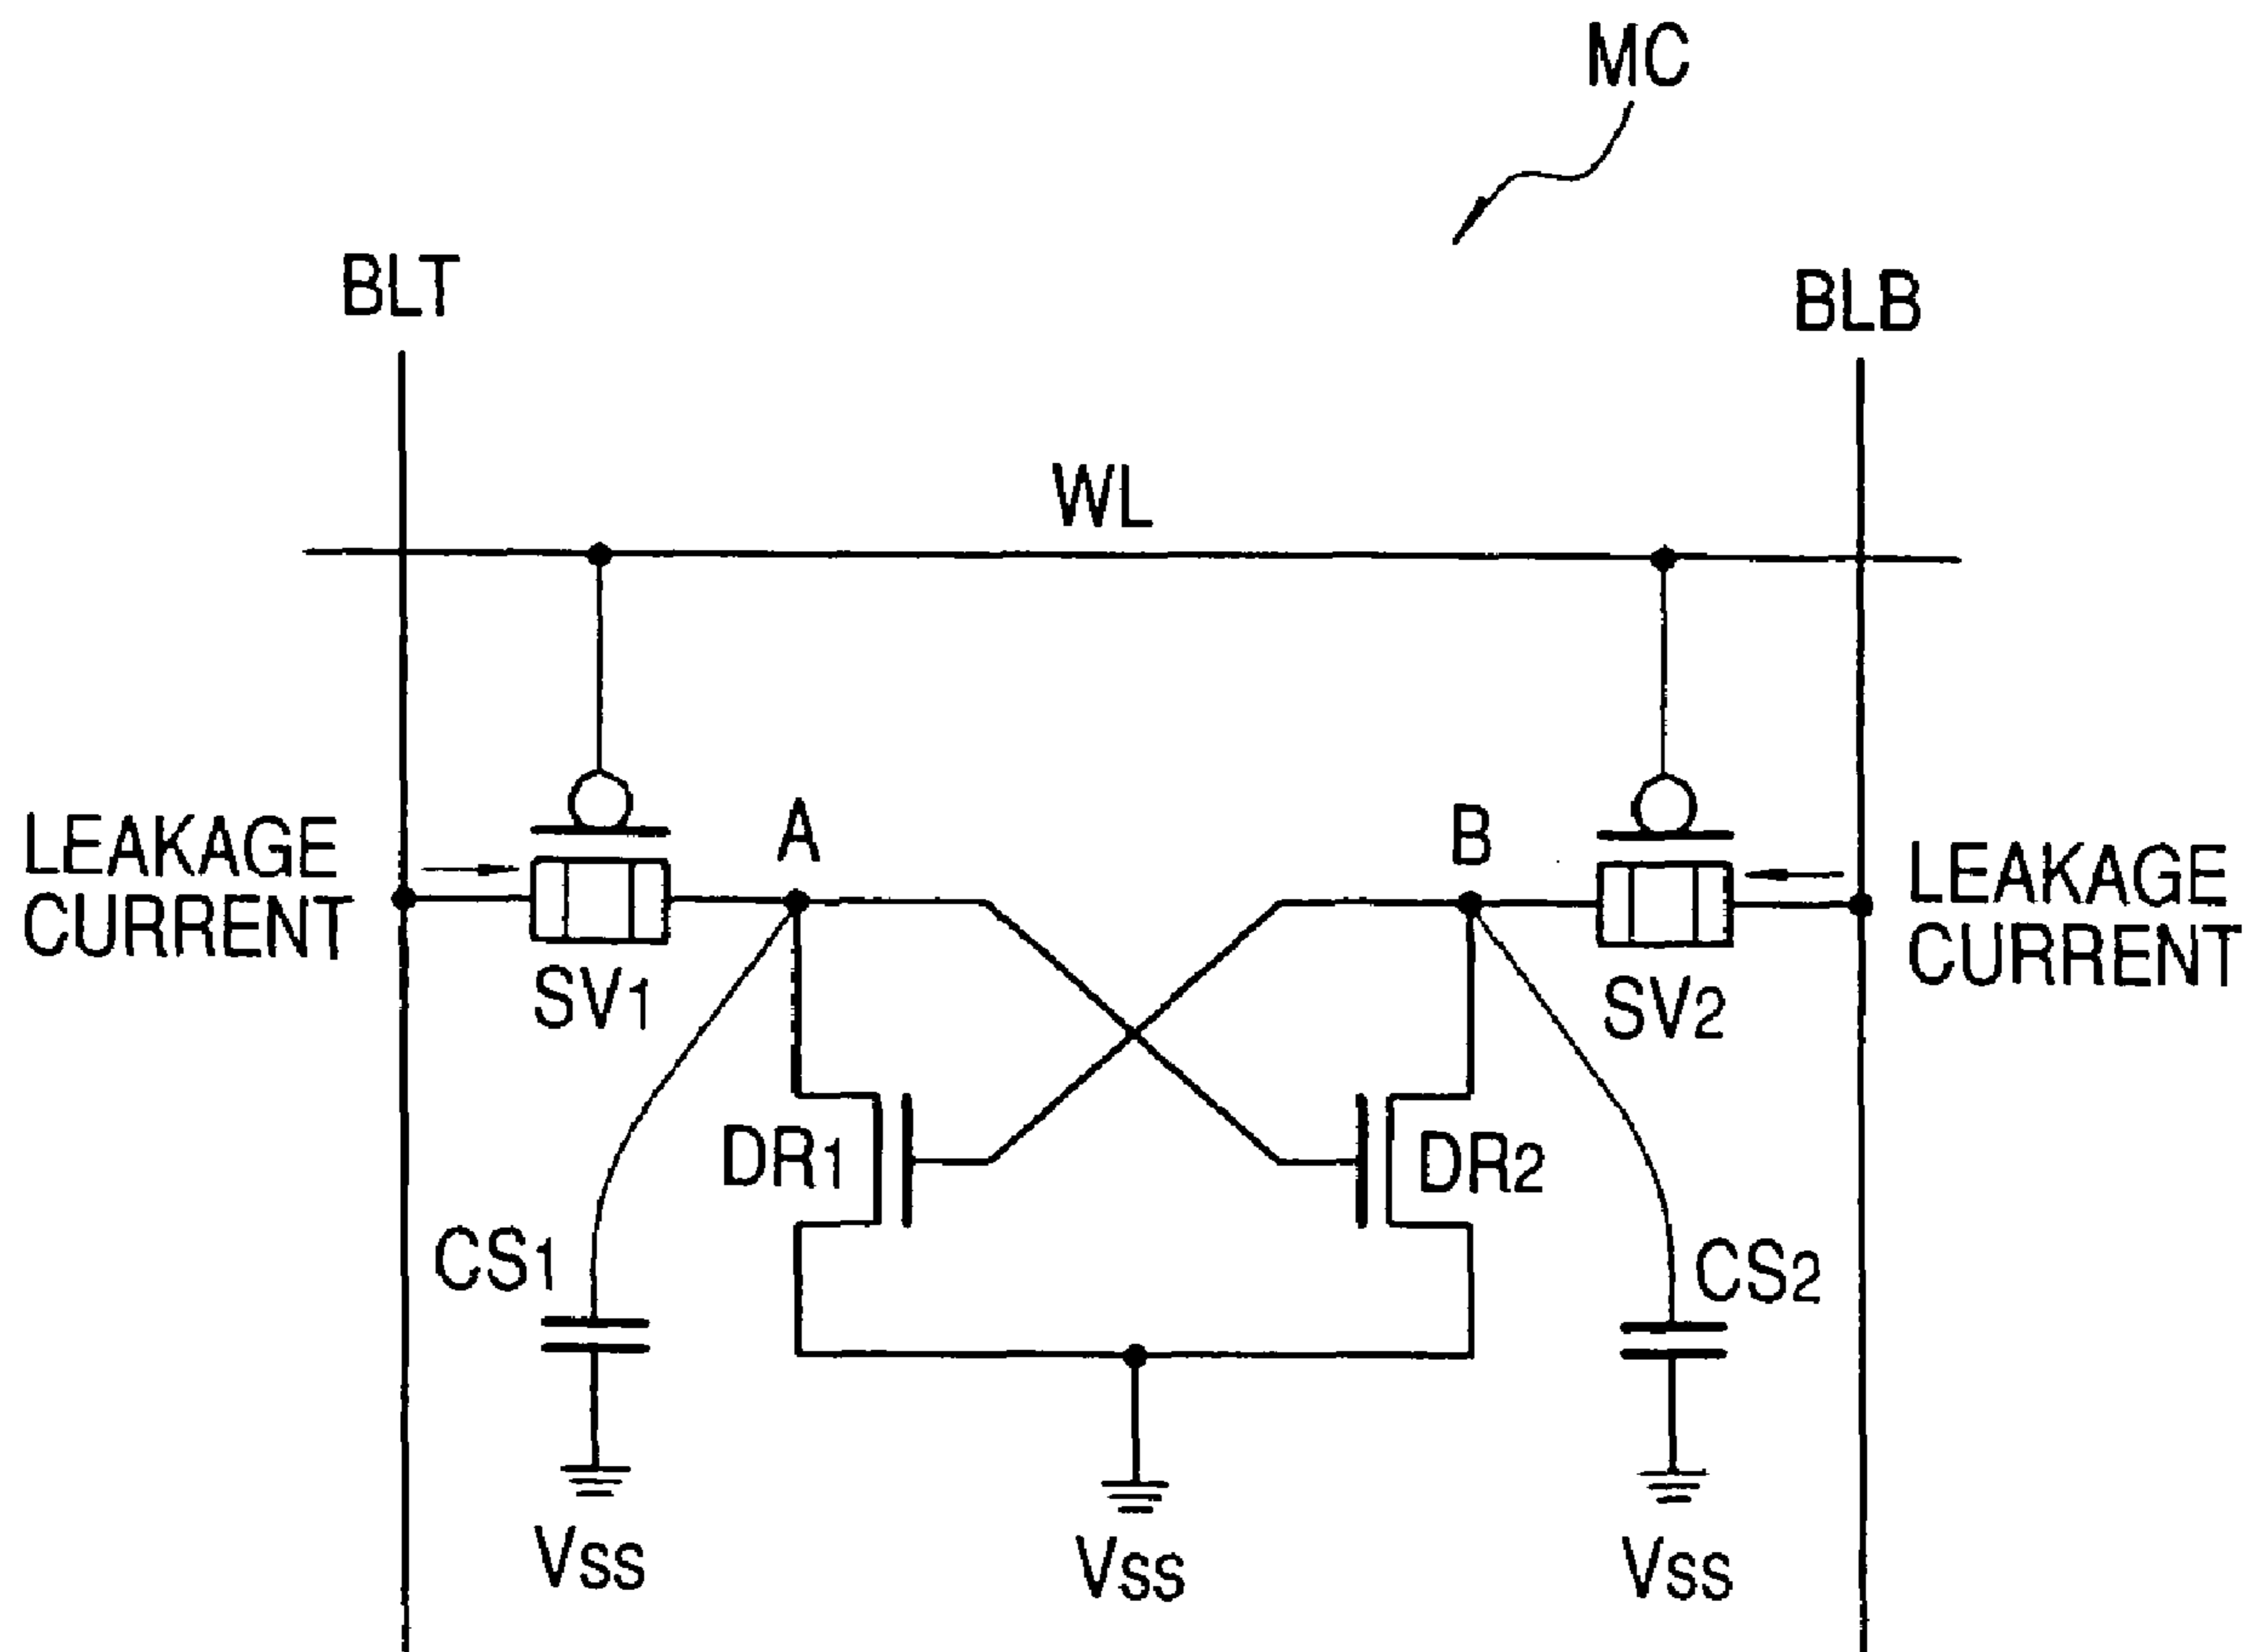 MC
BLT
BLB
WL
LEAKAGE
CURRENT
A
B
LEAKAGE
CURRENT
SV1
SV2
DR1
DR2
CS1
CS2
Vss
Vss
Vss